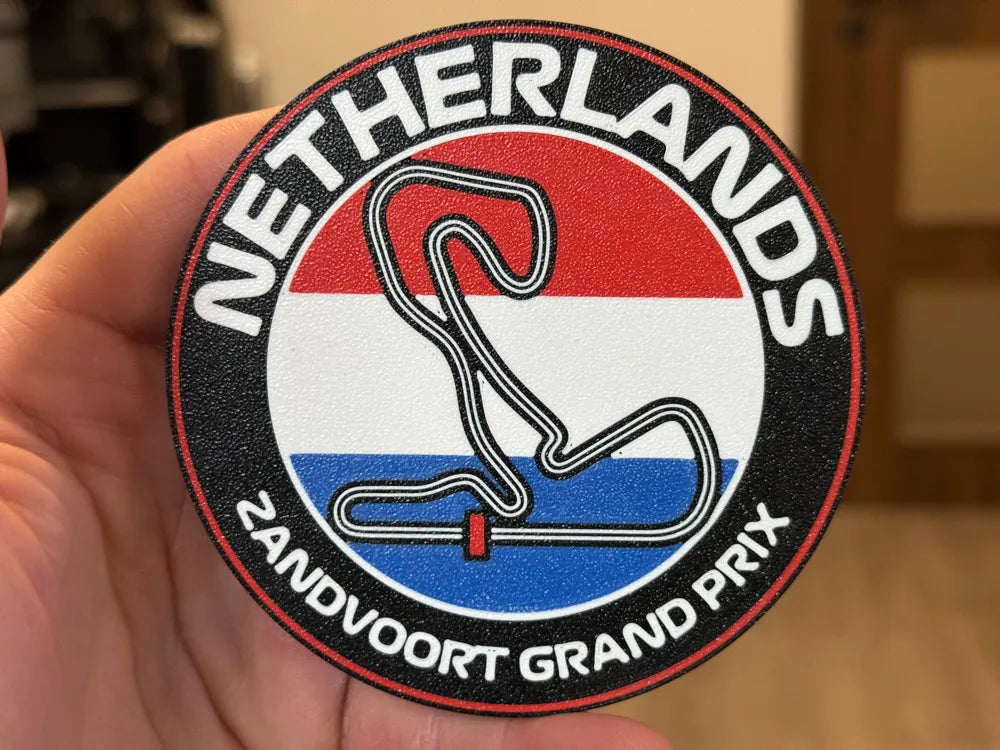 NETHERLANDS
ZANDVOORT GRAND PRIX